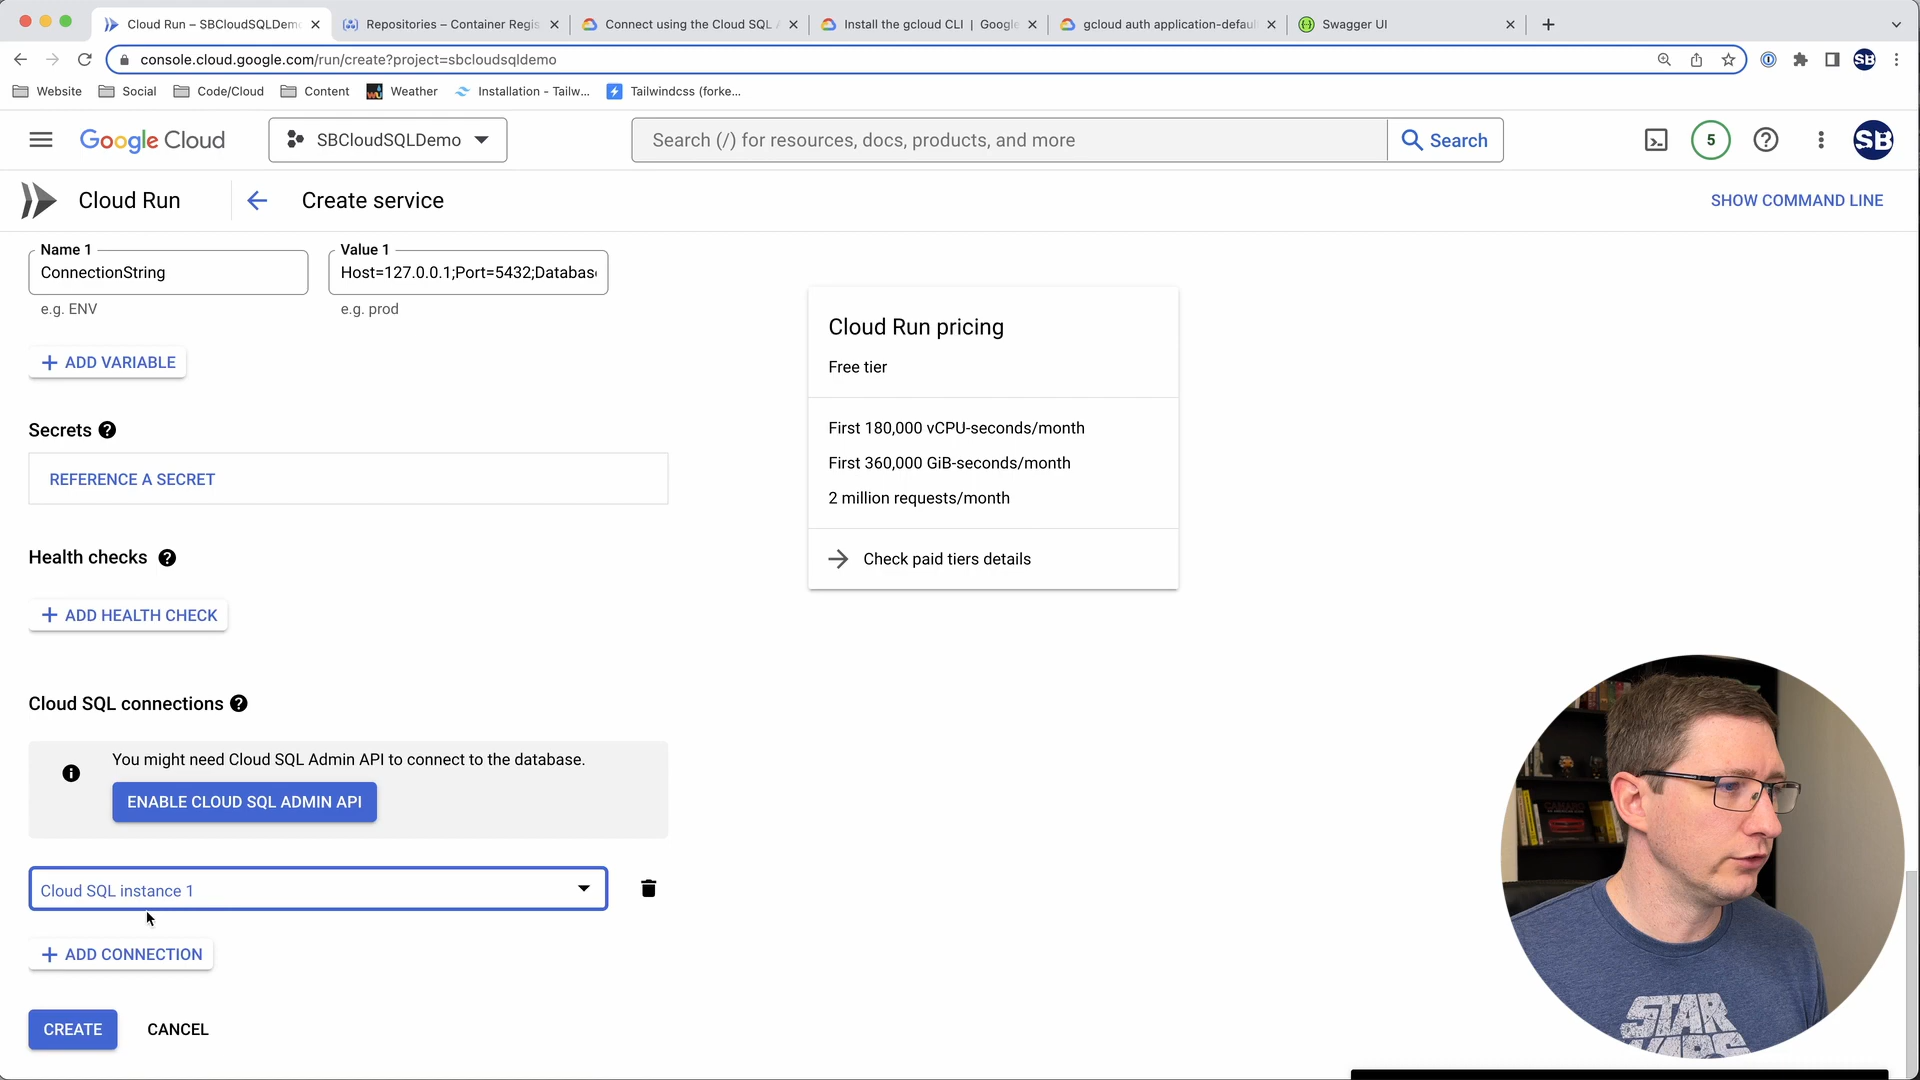 Cloud Run – SBCloudSQLDemo
Repositories – Container Regis
Connect using the Cloud SQL A
Install the gcloud CLI | Google
gcloud auth application-defaul
Swagger UI
console.cloud.google.com/run/create?project=sbcloudsqldemo
SB
Website
Social
Code/Cloud
Content
Weather
Installation - Tailw...
Tailwindcss (forke...
Google Cloud
SBCloudSQLDemo
Search (/) for resources, docs, products, and more
Search
5
SB
Cloud Run
Create service
SHOW COMMAND LINE
Name 1
ConnectionString
e.g. ENV
Value 1
Host=127.0.0.1;Port=5432;Databas
e.g. prod
+ ADD VARIABLE
Secrets
REFERENCE A SECRET
Health checks
+ ADD HEALTH CHECK
Cloud SQL connections
You might need Cloud SQL Admin API to connect to the database.
ENABLE CLOUD SQL ADMIN API
Cloud SQL instance 1
+ ADD CONNECTION
CREATE
CANCEL
Cloud Run pricing
Free tier
First 180,000 vCPU-seconds/month
First 360,000 GiB-seconds/month
2 million requests/month
Check paid tiers details
CAMARO
STAR
WARS